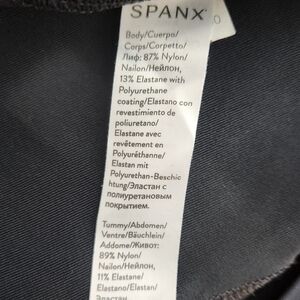 SPANX®
Body/Cuerpo/
Corps/Corpetto/
Лиф: 87% Nylon/
Nailon/Нейлон,
13% Elastane with
Polyurethane
coating/Elastano con
revestimiento de
poliuretano/
Elastane avec
revêtement en
Polyuréthanne/
Elastan mit
Polyurethan-Beschic
htung/Эластан с
полиуретановым
покрытием.
Tummy/Abdomen/
Ventre/Bäuchlein/
Addome/Живот:
89% Nylon/
Nailon/Нейлон,
11% Elastane/
Elastano/Elastan/
Эластан